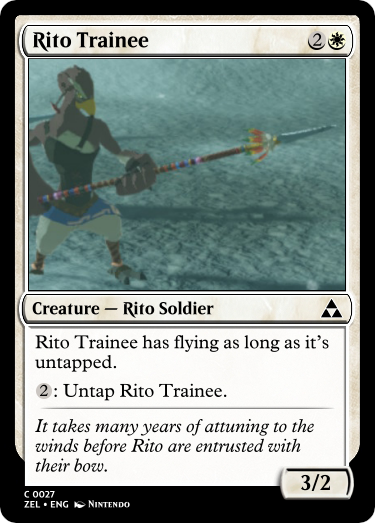 Rito Trainee 2
Creature — Rito Soldier
Rito Trainee has flying as long as it's
untapped.
2: Untap Rito Trainee.
It takes many years of attuning to the
winds before Rito are entrusted with
their bow.
3/2
C 0027
ZEL • ENG Nintendo